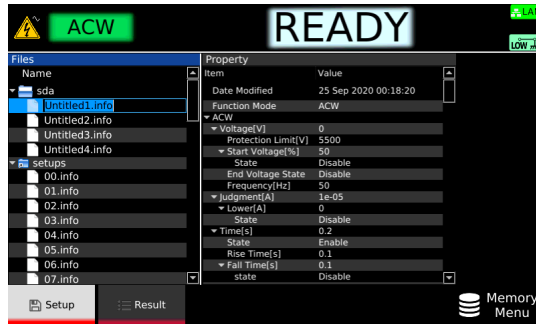 ACW
READY
LAN
LOW
Files
Name
sda
Untitled1.info
Untitled2.info
Untitled3.info
Untitled4.info
setups
00.info
01.info
02.info
03.info
04.info
05.info
06.info
07.info
Property
Item Value
Date Modified 25 Sep 2020 00:18:20
Function Mode ACW
ACW
Voltage[V] 0
Protection Limit[V] 5500
Start Voltage[%] 50
State Disable
End Voltage State Disable
Frequency[Hz] 50
Judgment[A] 1e-05
Lower[A] 0
State Disable
Time[s] 0.2
State Enable
Rise Time[s] 0.1
Fall Time[s] 0.1
state Disable
Setup
Result
Memory
Menu